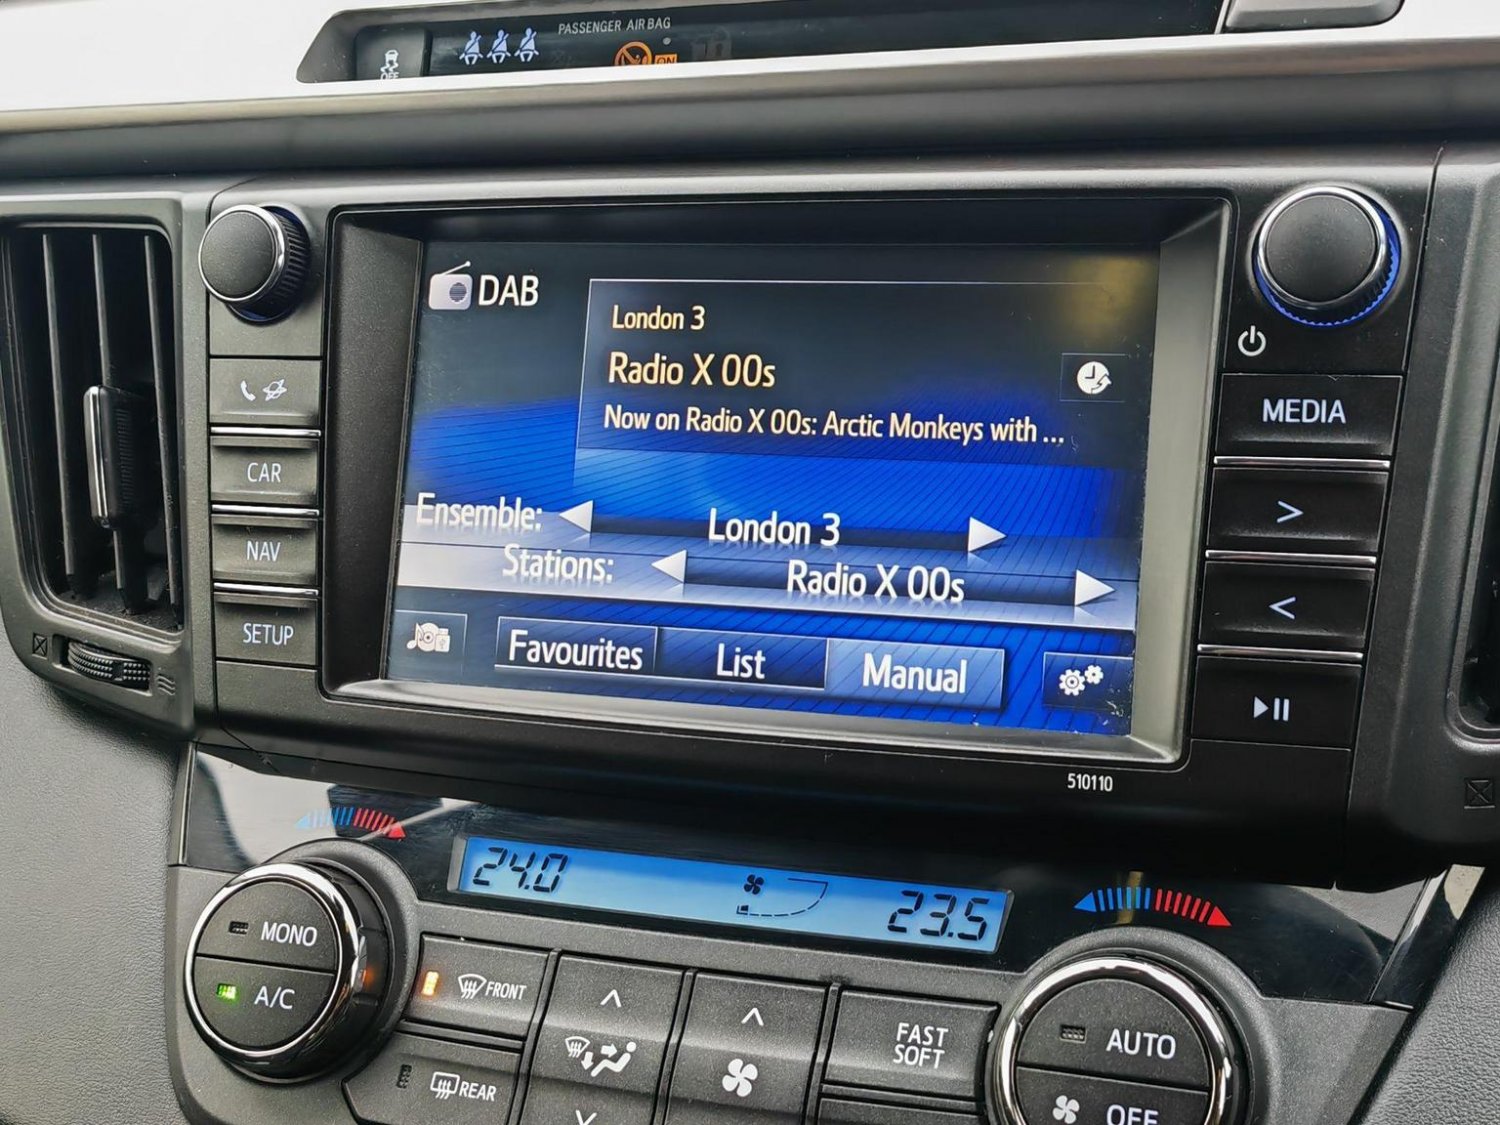 PASSENGER AIR BAG
OFF
ON
DAB
London 3
Radio X 00s
Now on Radio X 00s: Arctic Monkeys with ...
Ensemble:
London 3
Stations:
Radio X 00s
Favourites
List
Manual
CAR
NAV
SETUP
MEDIA
>
<
510110
24.0
23.5
MONO
A/C
FRONT
REAR
FAST
SOFT
AUTO
OFF